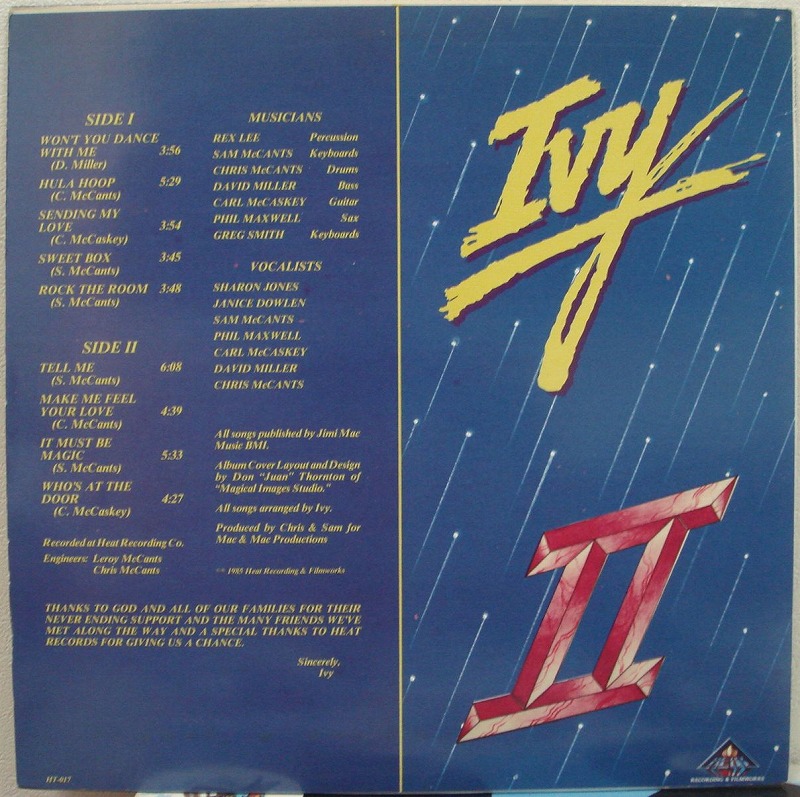 SIDE I
WON'T YOU DANCE
WITH ME 3:56
(D. Miller)
HULA HOOP 5:29
(C. McCants)
SENDING MY
LOVE 3:54
(C. McCaskey)
SWEET BOX 3:45
(S. McCants)
ROCK THE ROOM 3:48
(S. McCants)
SIDE II
TELL ME 6:08
(S. McCants)
MAKE ME FEEL
YOUR LOVE 4:39
(C. McCants)
IT MUST BE
MAGIC 5:33
(S. McCants)
WHO'S AT THE
DOOR 4:27
(C. McCaskey)
Recorded at Heat Recording Co.
Engineers: Leroy McCants
Chris McCants
MUSICIANS
REX LEE Percussion
SAM McCANTS Keyboards
CHRIS McCANTS Drums
DAVID MILLER Bass
CARL McCASKEY Guitar
PHIL MAXWELL Sax
GREG SMITH Keyboards
VOCALISTS
SHARON JONES
JANICE DOWLEN
SAM McCANTS
PHIL MAXWELL
CARL McCASKEY
DAVID MILLER
CHRIS McCANTS
All songs published by Jimi Mac
Music BMI.
Album Cover Layout and Design
by Don "Juan" Thornton of
"Magical Images Studio."
All songs arranged by Ivy.
Produced by Chris & Sam for
Mac & Mac Productions
1985 Heat Recording & Filmworks
THANKS TO GOD AND ALL OF OUR FAMILIES FOR THEIR
NEVER ENDING SUPPORT AND THE MANY FRIENDS WE'VE
MET ALONG THE WAY AND A SPECIAL THANKS TO HEAT
RECORDS FOR GIVING US A CHANCE.
Sincerely,
Ivy
HT-017
Ivy
II
RECORDING & FILMWORKS